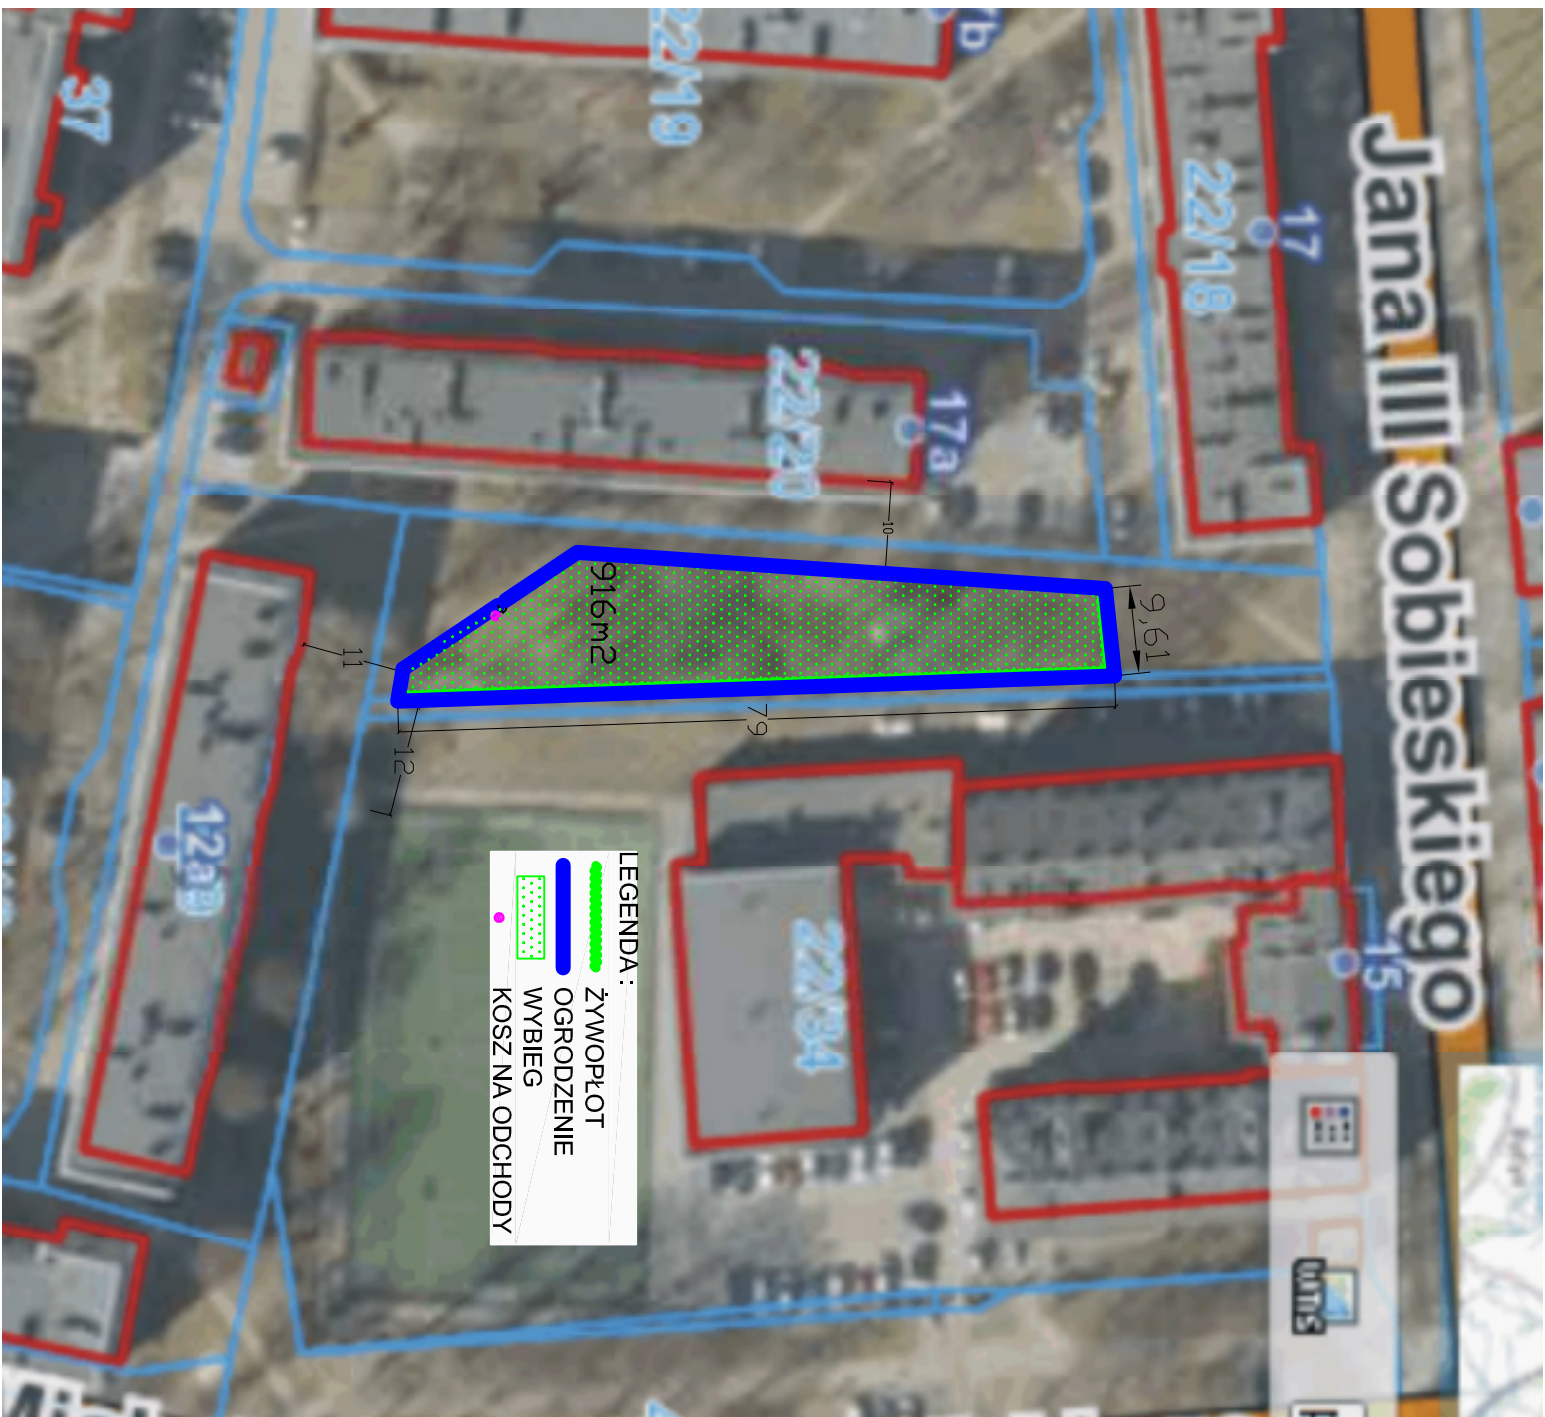 Jana III Sobieskiego
22/19
7b
37
17
22/18
22/20
17a
916m2
9,61
10
11
79
12
12a
22/34
15
LEGENDA :
ŻYWOPŁOT
OGRODZENIE
WYBIEG
KOSZ NA ODCHODY